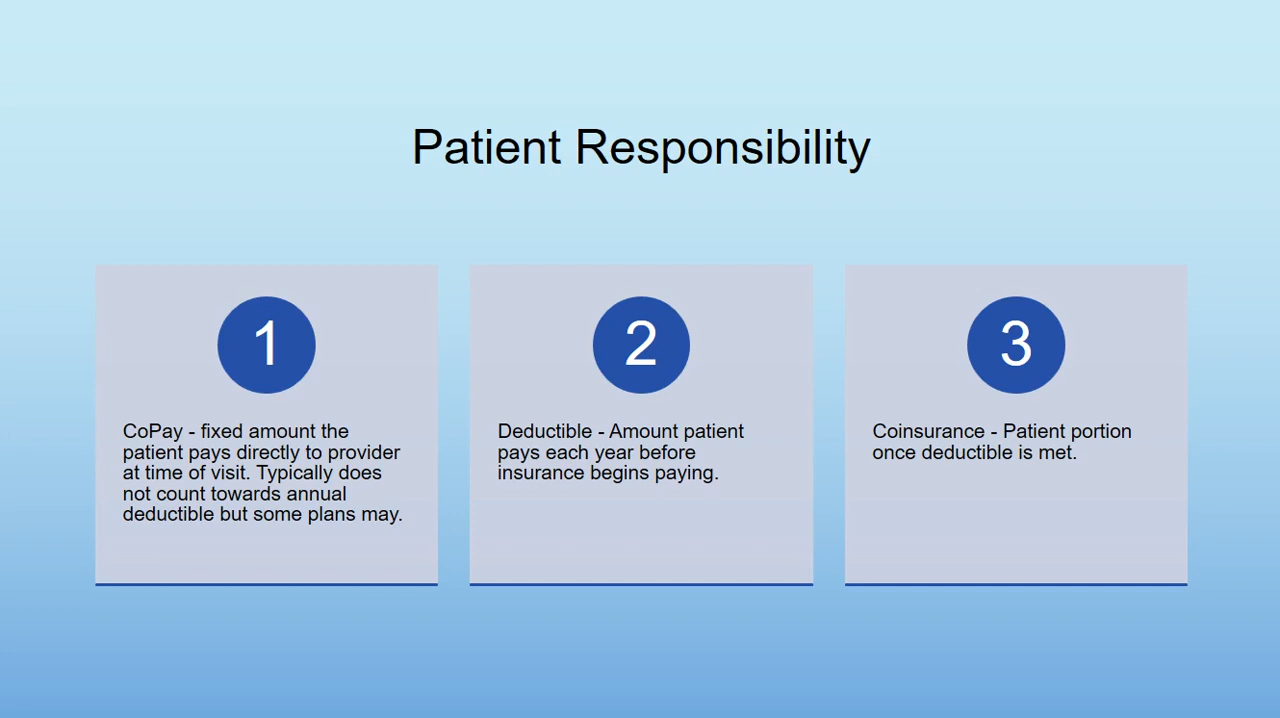 Patient Responsibility
1
CoPay - fixed amount the
patient pays directly to provider
at time of visit. Typically does
not count towards annual
deductible but some plans may.
2
Deductible - Amount patient
pays each year before
insurance begins paying.
3
Coinsurance - Patient portion
once deductible is met.